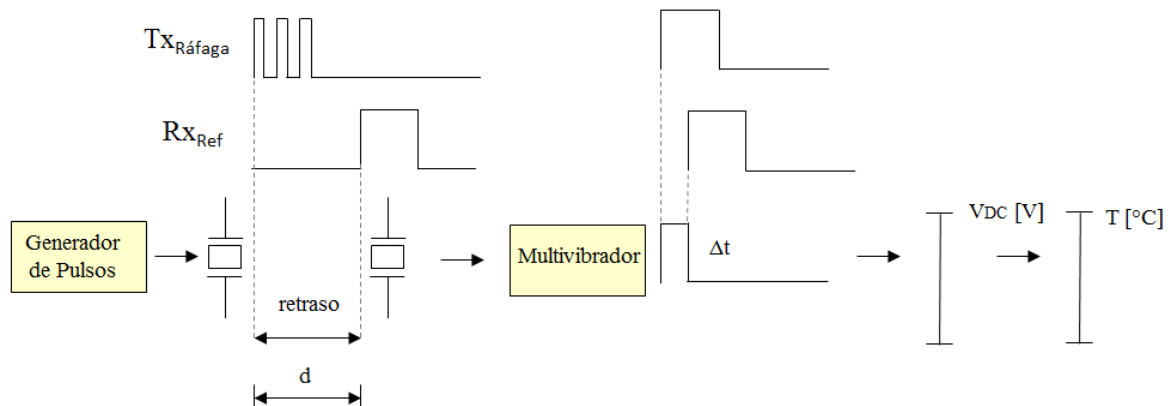 TxRáfaga
RxRef
Generador
de Pulsos
retraso
d
Multivibrador
Δt
VDC [V]
T [°C]